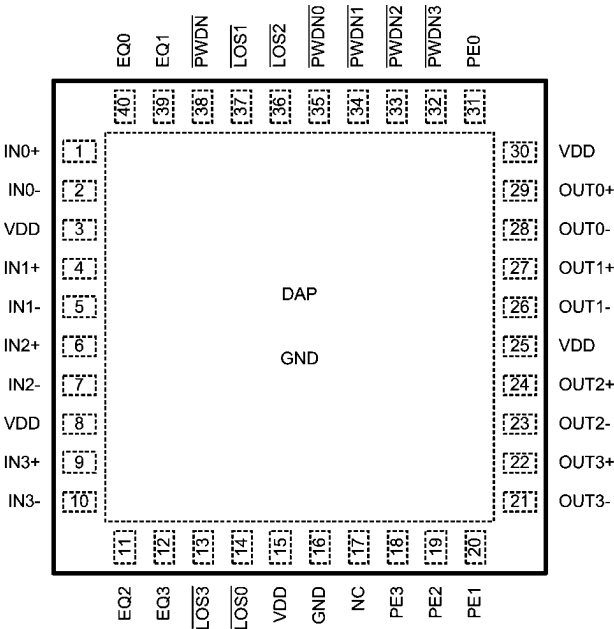 EQ0 EQ1 PWDN LOS1 LOS2 PWDN0 PWDN1 PWDN2 PWDN3 PE0
40 39 38 37 36 35 34 33 32 31
IN0+ 1 30 VDD
IN0- 2 29 OUT0+
VDD 3 28 OUT0-
IN1+ 4 27 OUT1+
IN1- 5 26 OUT1-
IN2+ 6 25 VDD
IN2- 7 24 OUT2+
VDD 8 23 OUT2-
IN3+ 9 22 OUT3+
IN3- 10 21 OUT3-
DAP
GND
11 12 13 14 15 16 17 18 19 20
EQ2 EQ3 LOS3 LOS0 VDD GND NC PE3 PE2 PE1